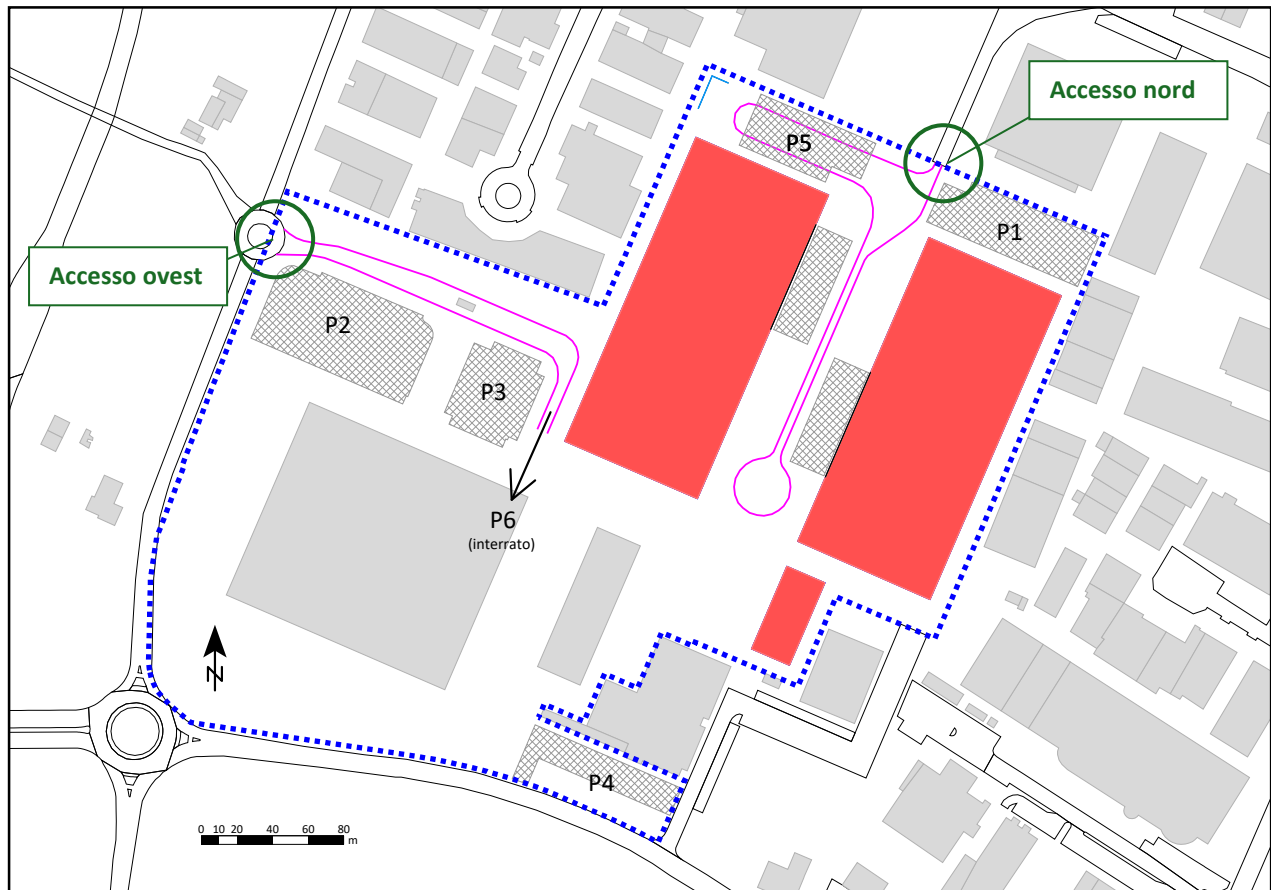 Accesso nord
P5
P1
Accesso ovest
P2
P3
P6
(interrato)
N
P4
0 10 20 40 60 80
m